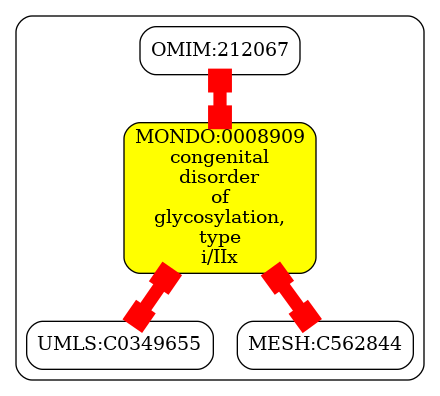 OMIM:212067
MONDO:0008909
congenital
disorder
of
glycosylation,
type
i/IIx
UMLS:C0349655
MESH:C562844